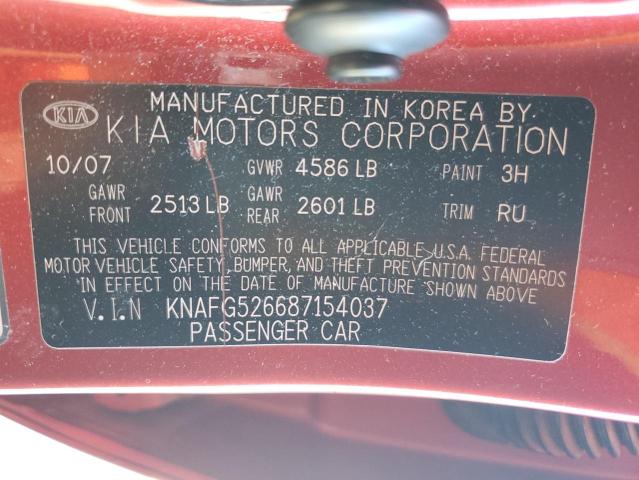 MANUFACTURED IN KOREA BY.
KIA KIA MOTORS CORPORATION
10/07 GVWR 4586 LB PAINT 3H
GAWR FRONT 2513 LB GAWR REAR 2601 LB TRIM RU
THIS VEHICLE CONFORMS TO ALL APPLICABLE U.S.A. FEDERAL
MOTOR VEHICLE SAFETY, BUMPER, AND THEFT PREVENTION STANDARDS
IN EFFECT ON THE DATE OF MANUFACTURE SHOWN ABOVE
V.I.N KNAFG526687154037
PASSENGER CAR